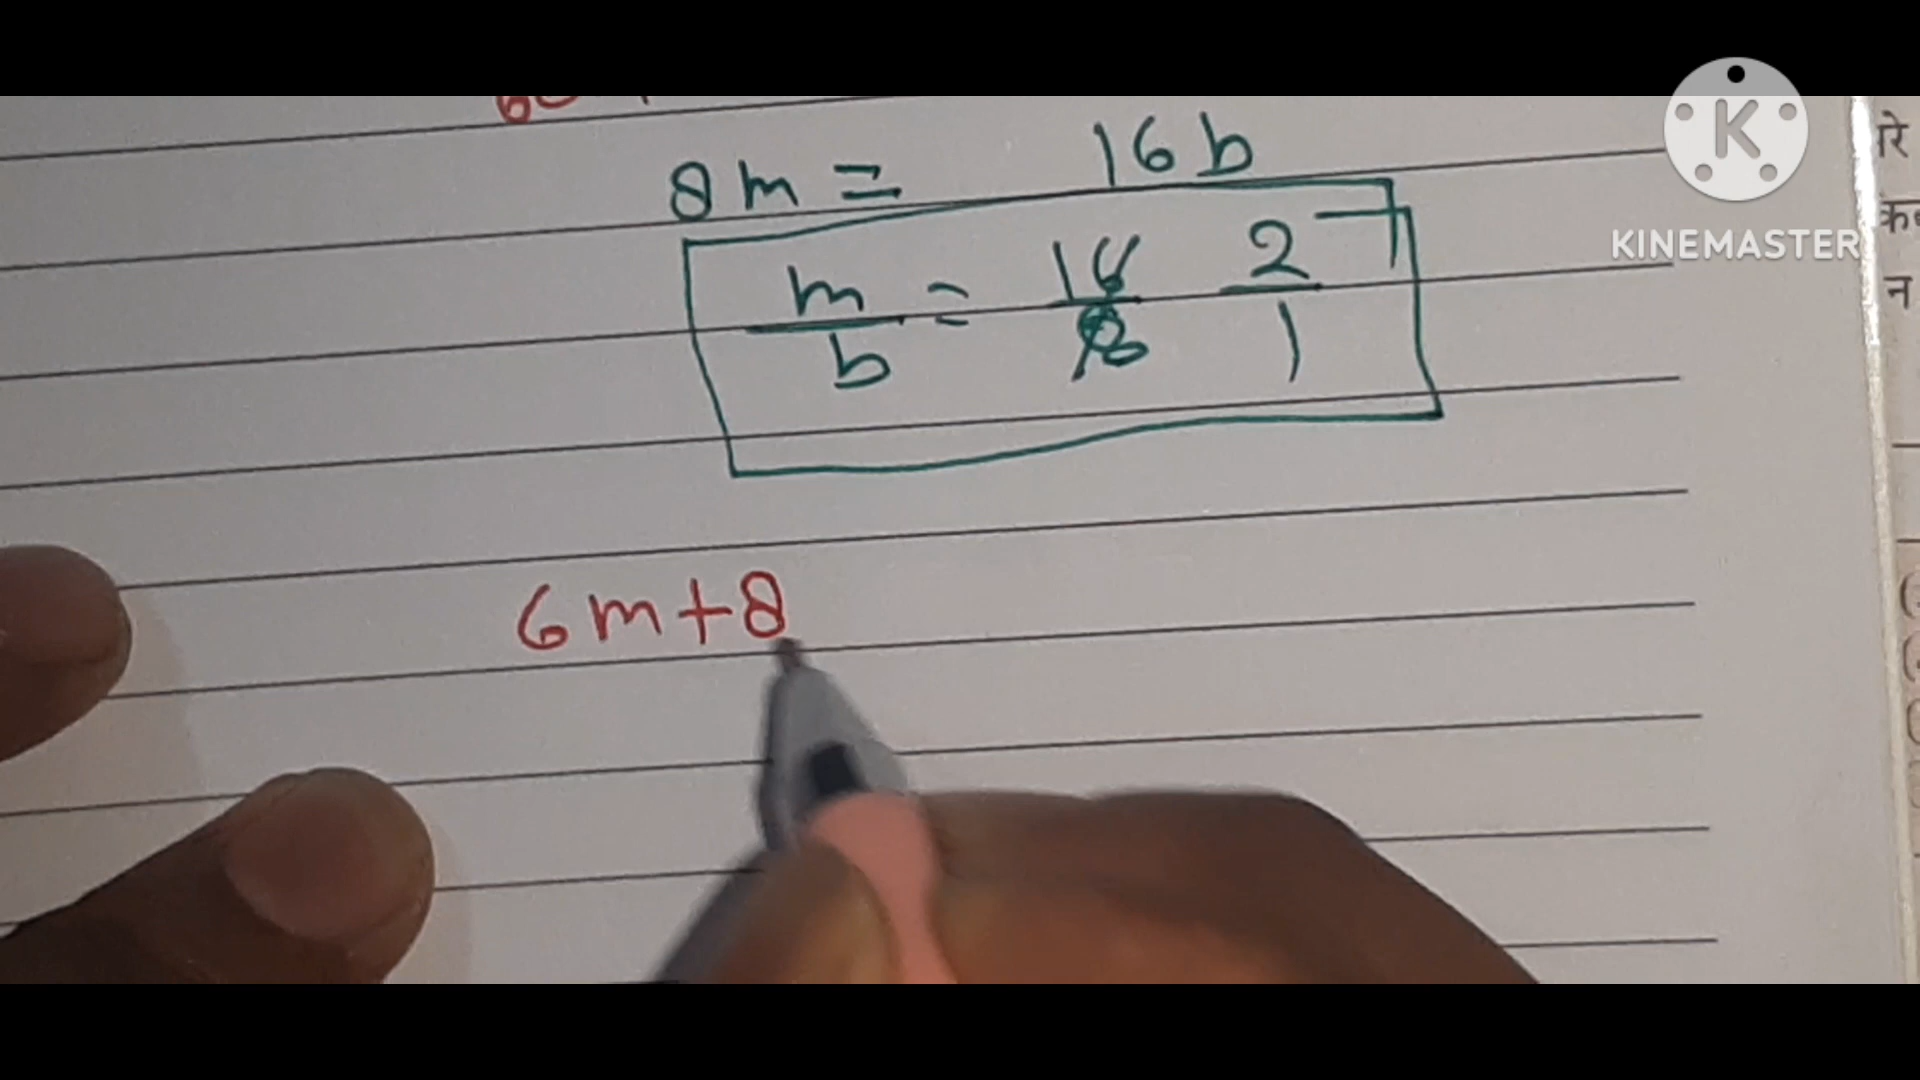 8m = 16b
m/b = 16/8 2/1
6m+8
K
KINEMASTER
रे
न